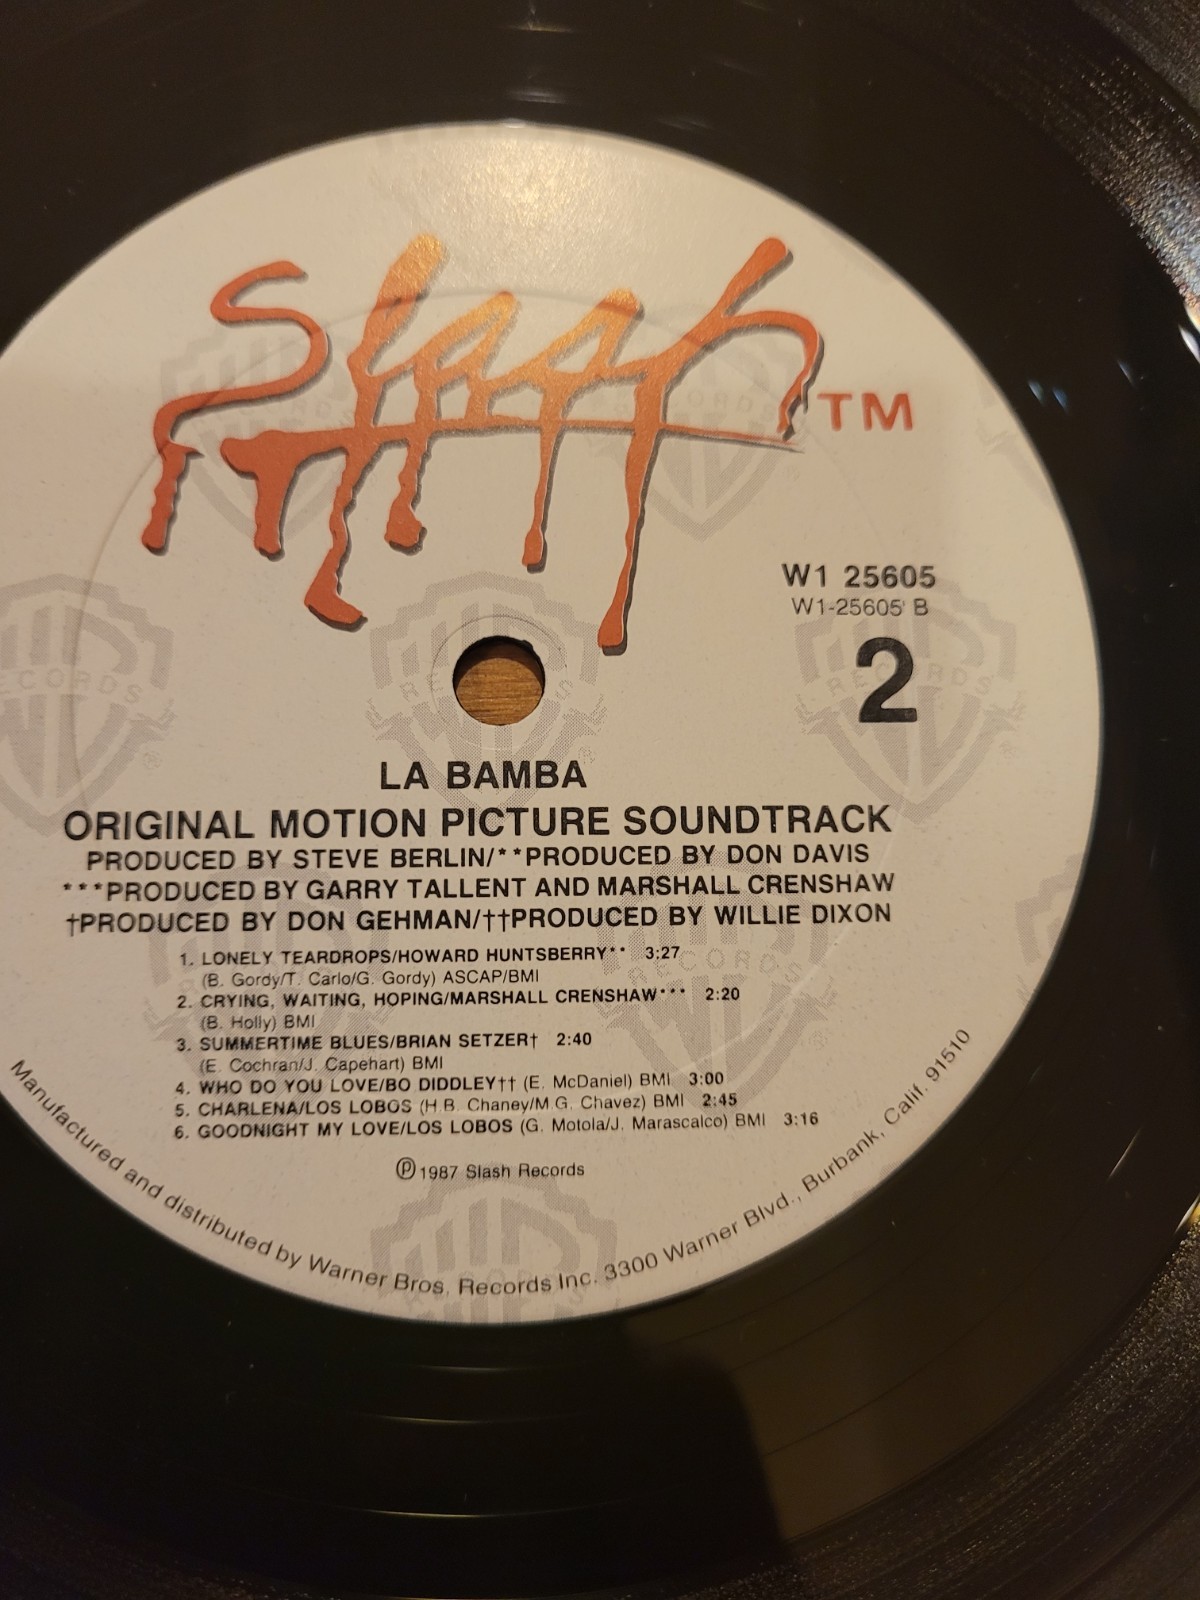 Slash TM
W1 25605
W1-25605 B
2
LA BAMBA
ORIGINAL MOTION PICTURE SOUNDTRACK
PRODUCED BY STEVE BERLIN/**PRODUCED BY DON DAVIS
***PRODUCED BY GARRY TALLENT AND MARSHALL CRENSHAW
†PRODUCED BY DON GEHMAN/††PRODUCED BY WILLIE DIXON
1. LONELY TEARDROPS/HOWARD HUNTSBERRY** 3:27
(B. Gordy/T. Carlo/G. Gordy) ASCAP/BMI
2. CRYING, WAITING, HOPING/MARSHALL CRENSHAW*** 2:20
(B. Holly) BMI
3. SUMMERTIME BLUES/BRIAN SETZER† 2:40
(E. Cochran/J. Capehart) BMI
4. WHO DO YOU LOVE/BO DIDDLEY†† (E. McDaniel) BMI 3:00
5. CHARLENA/LOS LOBOS (H.B. Chaney/M.G. Chavez) BMI 2:45
6. GOODNIGHT MY LOVE/LOS LOBOS (G. Motola/J. Marascalco) BMI 3:16
℗ 1987 Slash Records
Manufactured and distributed by Warner Bros. Records Inc. 3300 Warner Blvd., Burbank, Calif. 91510
WB
RECORDS